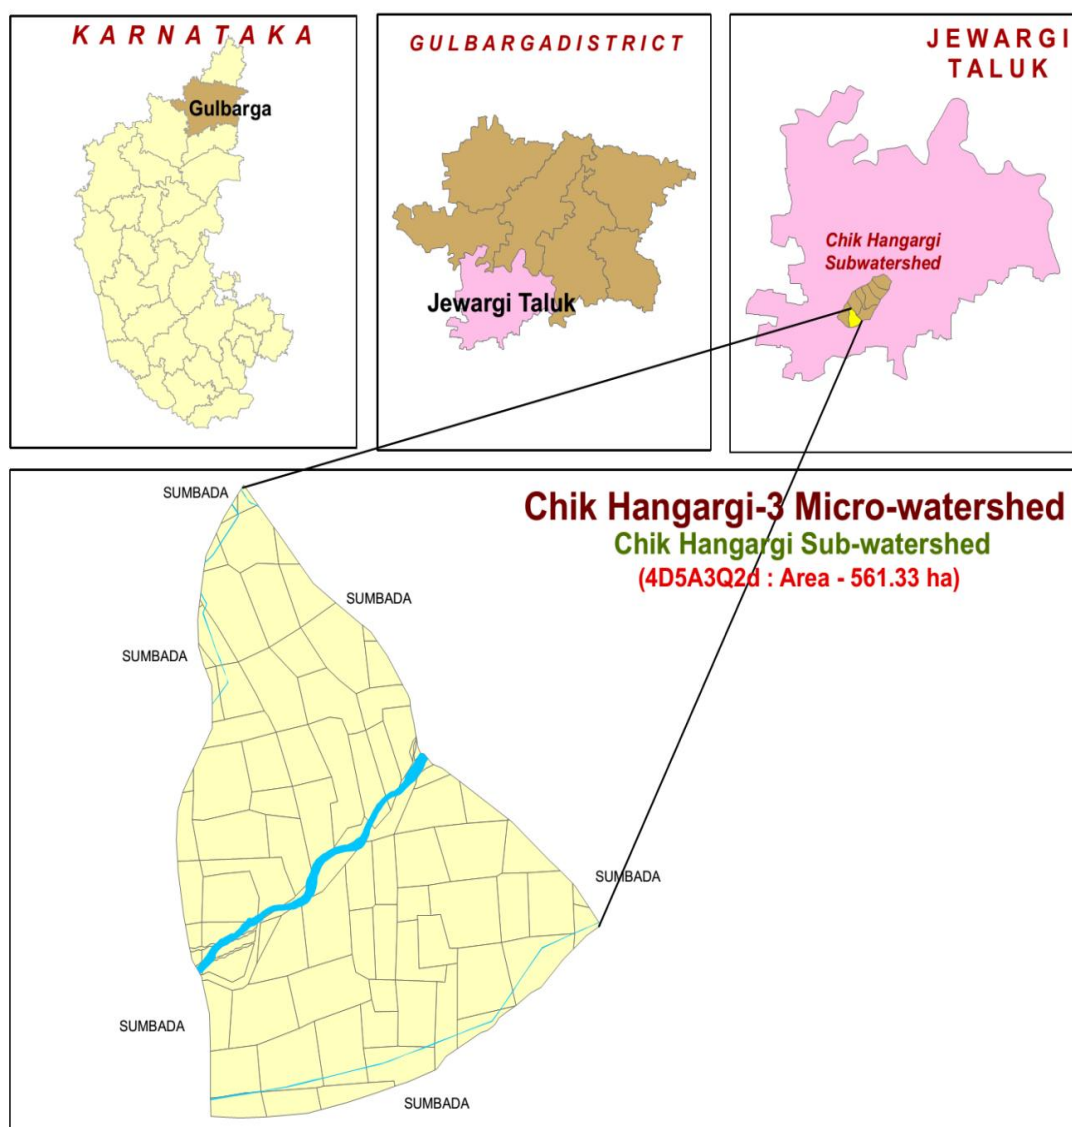 KARNATAKA
Gulbarga
GULBARGADISTRICT
Jewargi Taluk
JEWARGI
TALUK
Chik Hangargi
Subwatershed
Chik Hangargi-3 Micro-watershed
Chik Hangargi Sub-watershed
(4D5A3Q2d : Area - 561.33 ha)
SUMBADA
SUMBADA
SUMBADA
SUMBADA
SUMBADA
SUMBADA